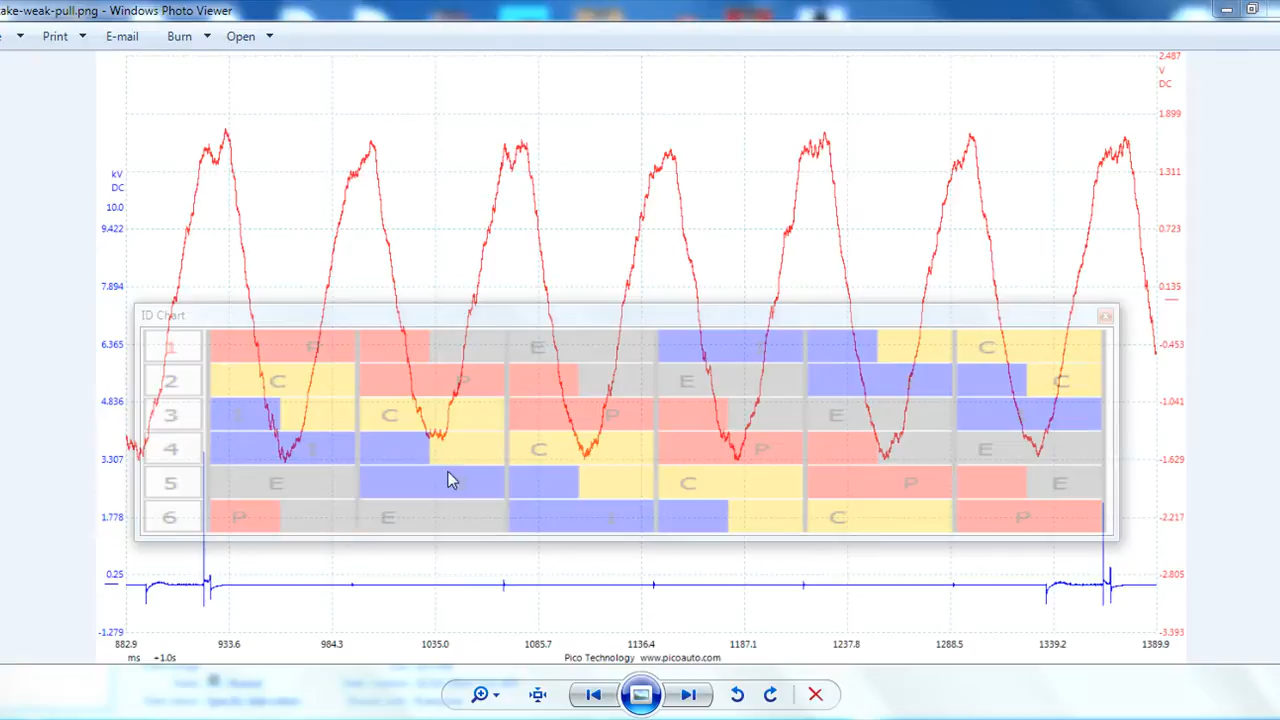 ake-weak-pull.png - Windows Photo Viewer
Print E-mail Burn Open
2.487
V
DC
1.899
kV
DC
1.311
10.0
9.422
0.723
7.894
0.135
ID Chart
6.365
-0.453
1 P E C
2 C P E C
4.836
-1.041
3 I C P E
4 I C P E
3.307
-1.629
5 E C P E
6 P E I C P
1.778
-2.217
0.25
-2.805
-1.279
-3.393
882.9 933.6 984.3 1035.0 1085.7 1136.4 1187.1 1237.8 1288.5 1339.2 1389.9
ms +1.0s
Pico Technology www.picoauto.com